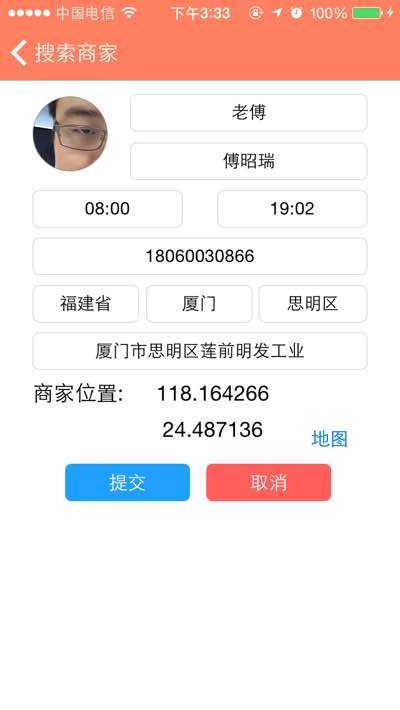 中国电信 下午3:33 100%
搜索商家
老傅
傅昭瑞
08:00 19:02
18060030866
福建省 厦门 思明区
厦门市思明区莲前明发工业
商家位置: 118.164266
24.487136 地图
提交 取消